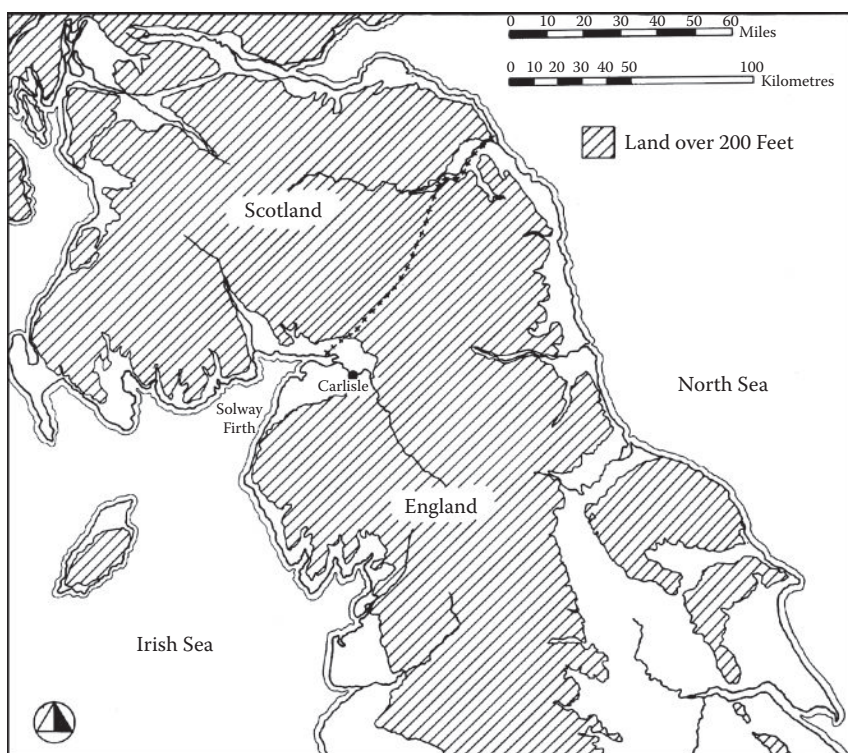 0 10 20 30 40 50 60
Miles
0 10 20 30 40 50 100
Kilometres
Land over 200 Feet
Scotland
Carlisle
North Sea
Solway
Firth
England
Irish Sea